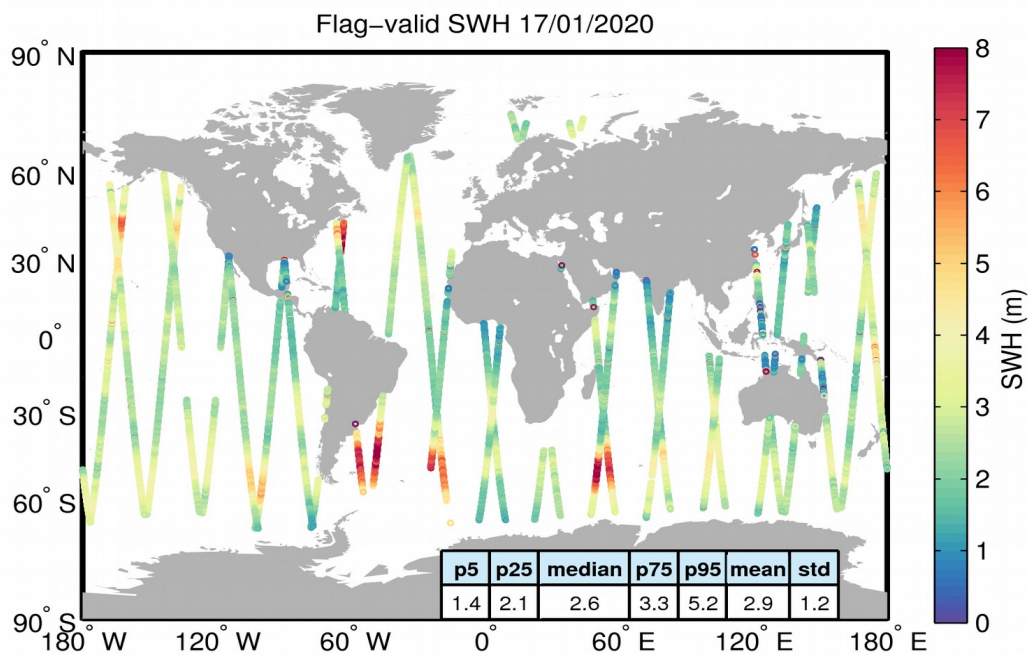 Flag−valid SWH 17/01/2020
90° N
60° N
30° N
0°
30° S
60° S
90° S
180° W
120° W
60° W
0°
60° E
120° E
180° E
8
7
6
5
4
3
2
1
0
SWH (m)
p5 p25 median p75 p95 mean std
1.4 2.1 2.6 3.3 5.2 2.9 1.2